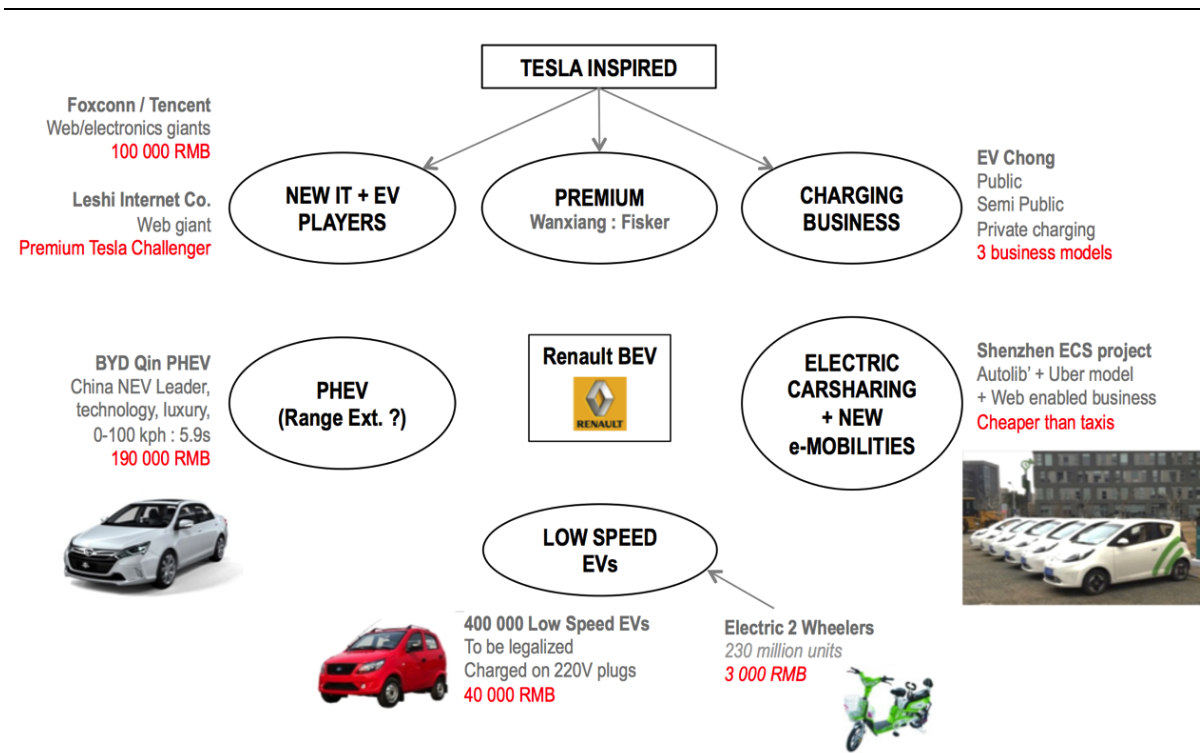 TESLA INSPIRED
Foxconn / Tencent
Web/electronics giants
100 000 RMB
Leshi Internet Co.
Web giant
Premium Tesla Challenger
NEW IT + EV
PLAYERS
PREMIUM
Wanxiang : Fisker
CHARGING
BUSINESS
EV Chong
Public
Semi Public
Private charging
3 business models
BYD Qin PHEV
China NEV Leader,
technology, luxury,
0-100 kph : 5.9s
190 000 RMB
PHEV
(Range Ext. ?)
Renault BEV
RENAULT
ELECTRIC
CARSHARING
+ NEW
e-MOBILITIES
Shenzhen ECS project
Autolib' + Uber model
+ Web enabled business
Cheaper than taxis
LOW SPEED
EVs
400 000 Low Speed EVs
To be legalized
Charged on 220V plugs
40 000 RMB
Electric 2 Wheelers
230 million units
3 000 RMB